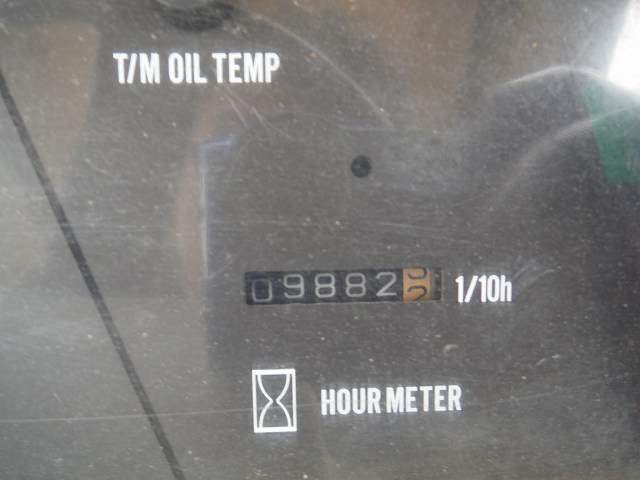 T/M OIL TEMP
09882
1/10h
HOUR METER